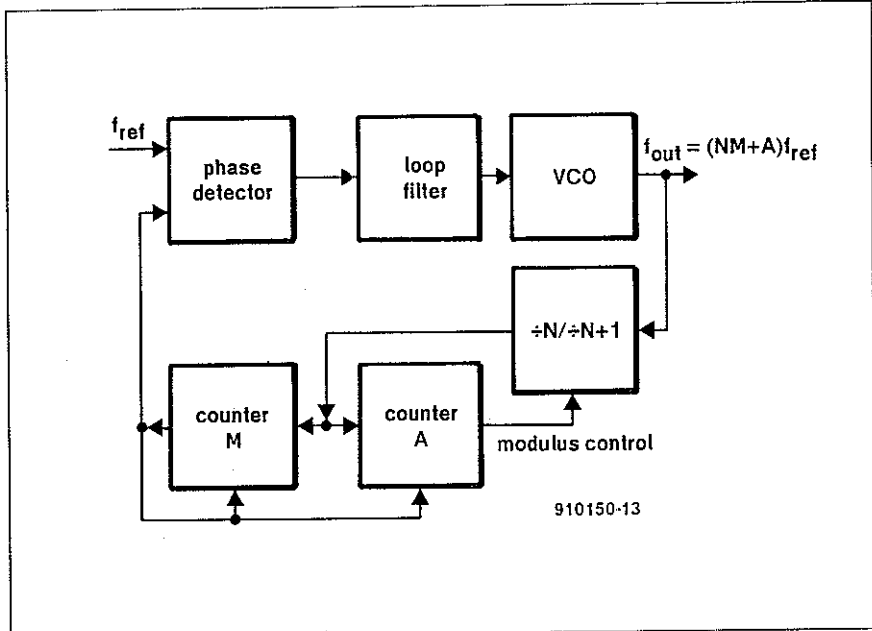 f_ref
phase
detector
loop
filter
VCO
f_out = (NM+A)f_ref
÷N/÷N+1
counter
M
counter
A
modulus control
910150-13